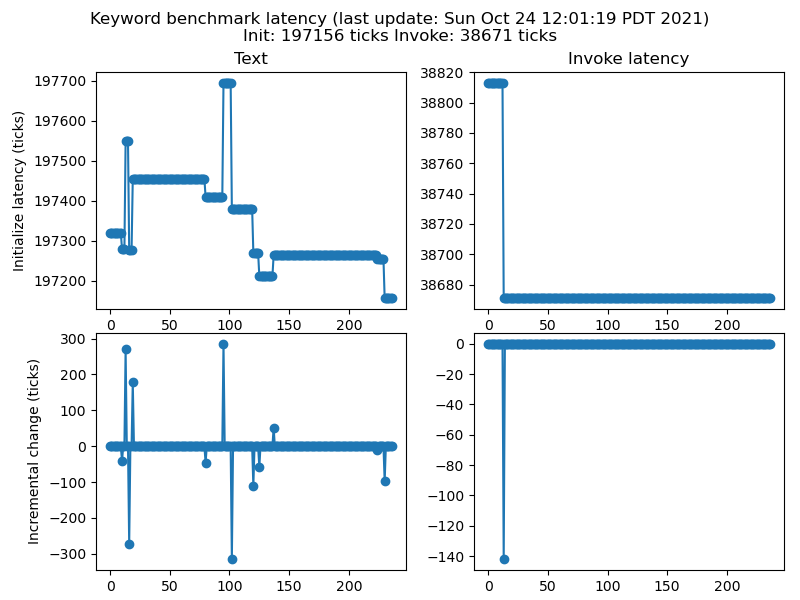 Keyword benchmark latency (last update: Sun Oct 24 12:01:19 PDT 2021)
Init: 197156 ticks Invoke: 38671 ticks
Text
Invoke latency
Initialize latency (ticks)
197700
197600
197500
197400
197300
197200
0 50 100 150 200
38820
38800
38780
38760
38740
38720
38700
38680
0 50 100 150 200
Incremental change (ticks)
300
200
100
0
−100
−200
−300
0 50 100 150 200
0
−20
−40
−60
−80
−100
−120
−140
0 50 100 150 200